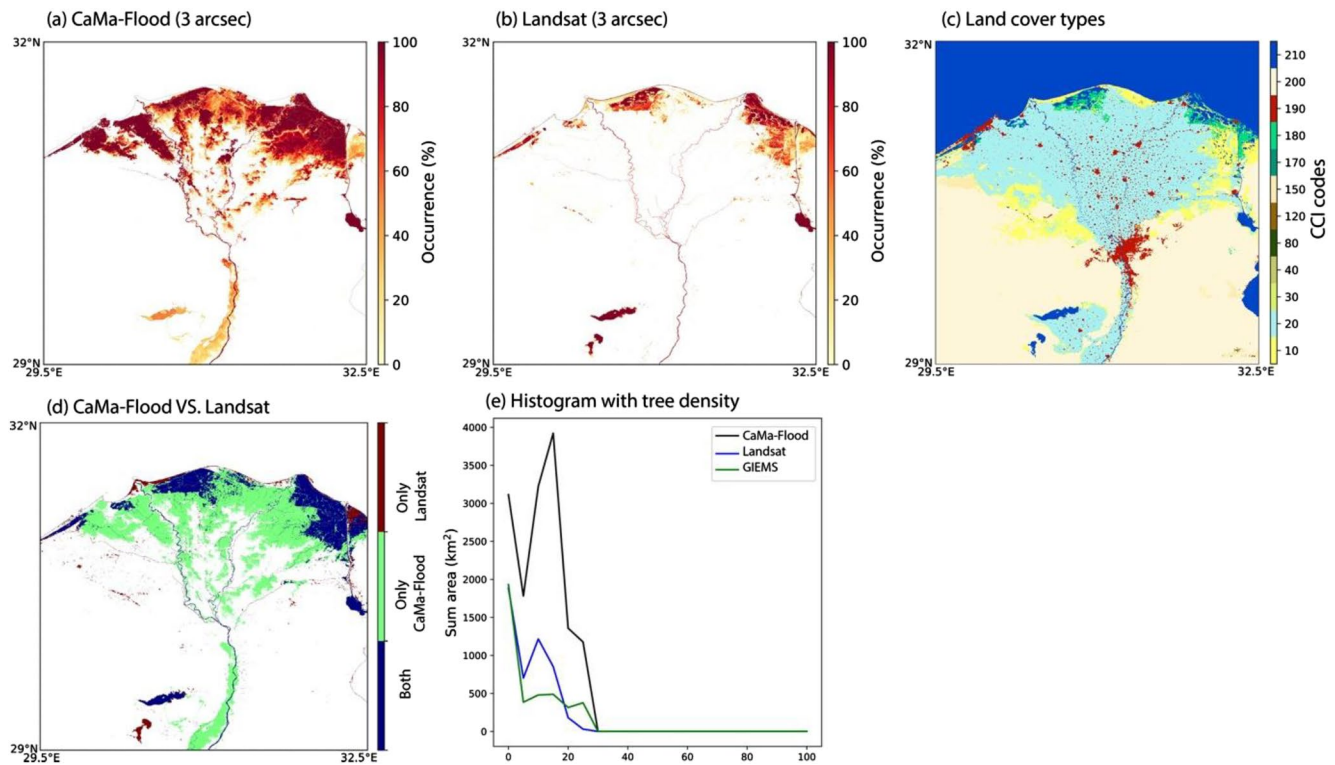 (a) CaMa-Flood (3 arcsec)
32°N
29°N
29.5°E
32.5°E
100
80
60
40
20
0
Occurrence (%)
(b) Landsat (3 arcsec)
32°N
29°N
29.5°E
32.5°E
100
80
60
40
20
0
Occurrence (%)
(c) Land cover types
32°N
29°N
29.5°E
32.5°E
210
200
190
180
170
150
120
80
40
30
20
10
CCI codes
(d) CaMa-Flood VS. Landsat
32°N
29°N
29.5°E
32.5°E
Only
Landsat
Only
CaMa-Flood
Both
(e) Histogram with tree density
Sum area (km²)
4000
3500
3000
2500
2000
1500
1000
500
0
0
20
40
60
80
100
CaMa-Flood
Landsat
GIEMS